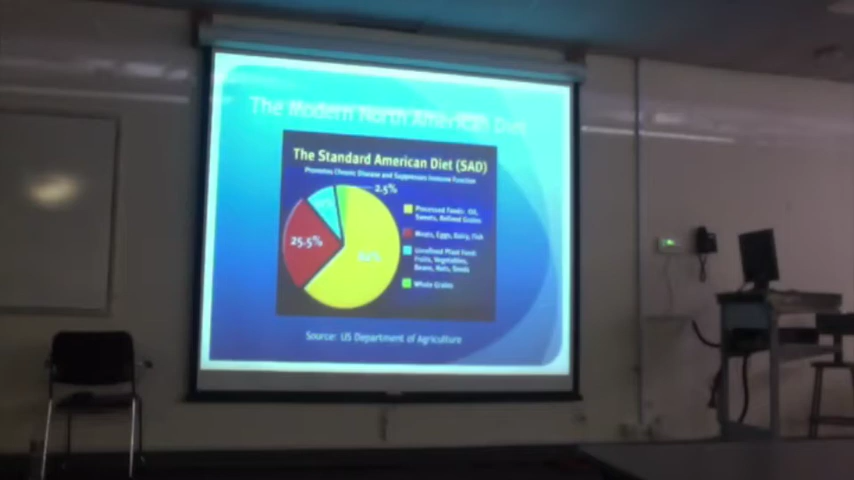 The Modern North American Diet
The Standard American Diet (SAD)
Promotes Chronic Disease and Suppresses Immune Function
2.5%
25.5%
Processed Foods: Oil,
Sweets, Refined Grains
Meats, Eggs, Dairy, Fish
Unrefined Plant Food:
Fruits, Vegetables,
Beans, Nuts, Seeds
Whole Grains
Source: US Department of Agriculture